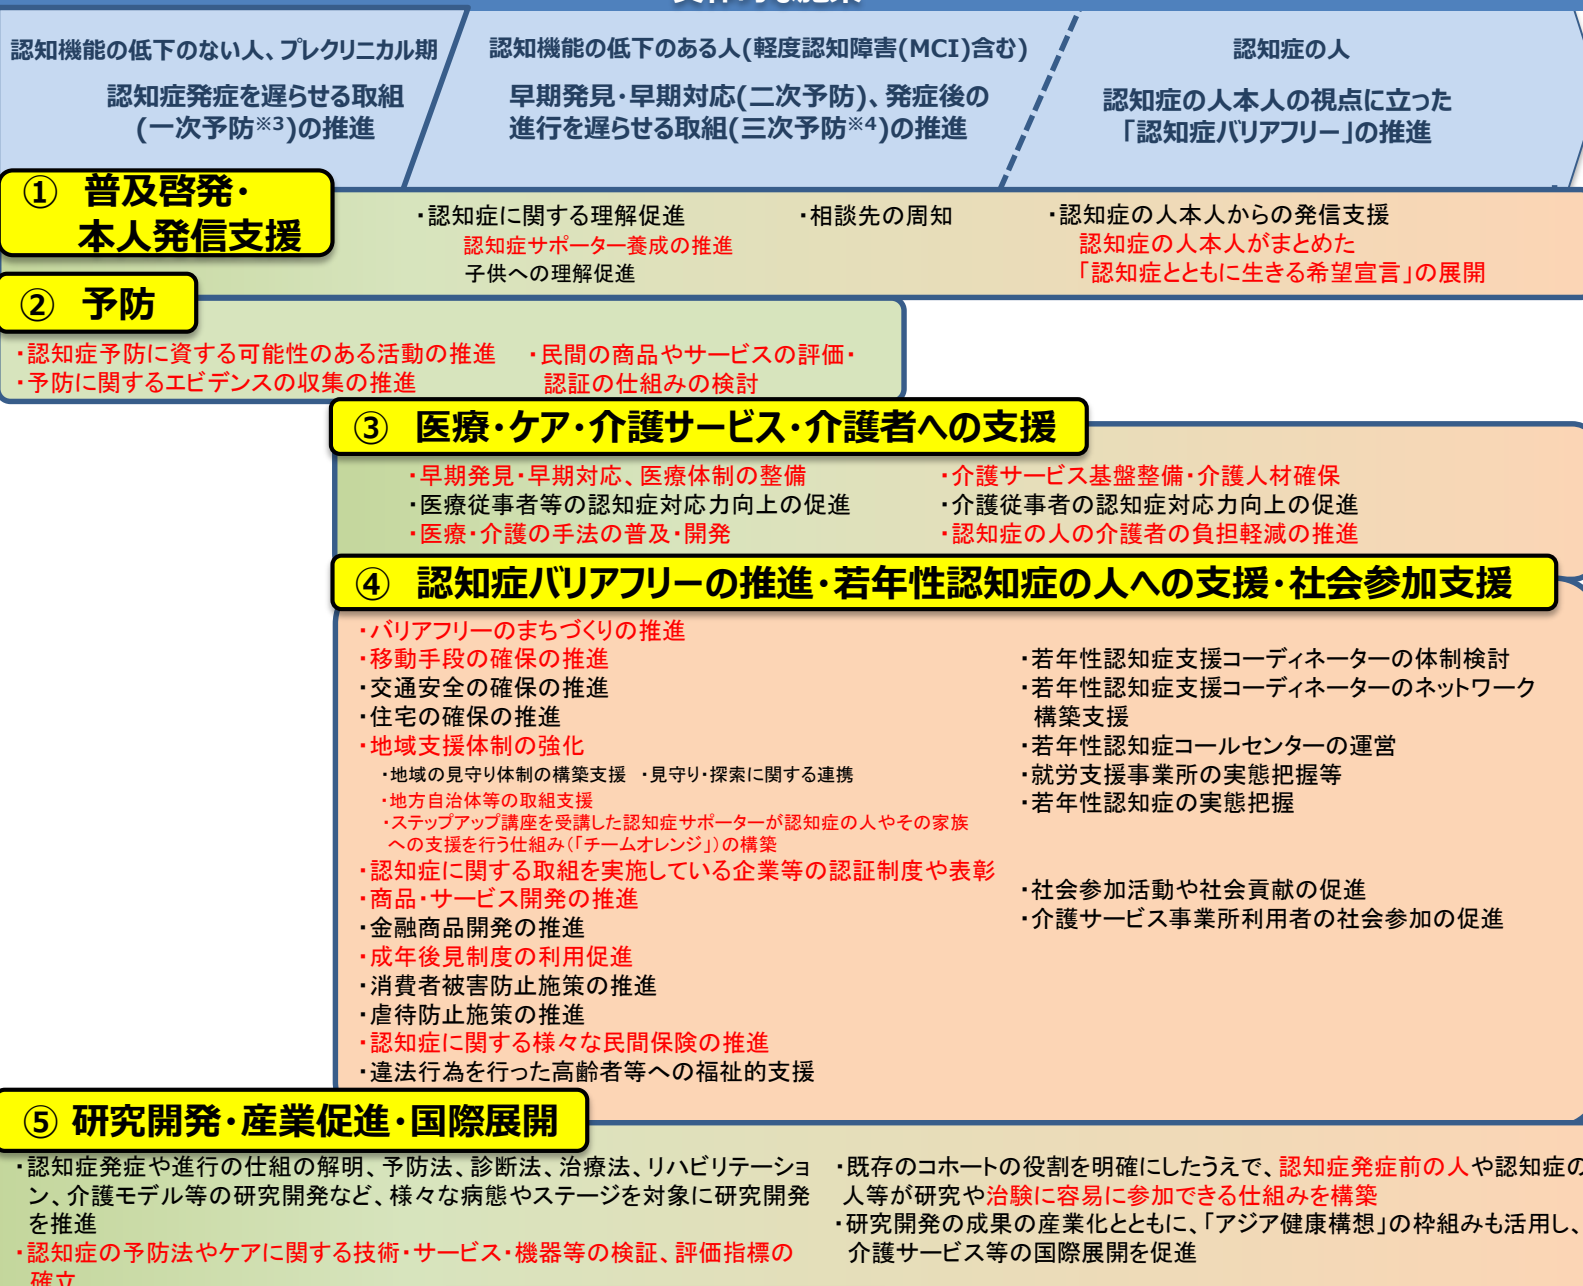 認知機能の低下のない人、プレクリニカル期
認知症発症を遅らせる取組
(一次予防※3)の推進
認知機能の低下のある人(軽度認知障害(MCI)含む)
早期発見・早期対応(二次予防)、発症後の
進行を遅らせる取組(三次予防※4)の推進
認知症の人
認知症の人本人の視点に立った
「認知症バリアフリー」の推進
① 普及啓発・
本人発信支援
・認知症に関する理解促進
認知症サポーター養成の推進
子供への理解促進
・相談先の周知
・認知症の人本人からの発信支援
認知症の人本人がまとめた
「認知症とともに生きる希望宣言」の展開
② 予防
・認知症予防に資する可能性のある活動の推進
・予防に関するエビデンスの収集の推進
・民間の商品やサービスの評価・
認証の仕組みの検討
③ 医療・ケア・介護サービス・介護者への支援
・早期発見・早期対応、医療体制の整備
・医療従事者等の認知症対応力向上の促進
・医療・介護の手法の普及・開発
・介護サービス基盤整備・介護人材確保
・介護従事者の認知症対応力向上の促進
・認知症の人の介護者の負担軽減の推進
④ 認知症バリアフリーの推進・若年性認知症の人への支援・社会参加支援
・バリアフリーのまちづくりの推進
・移動手段の確保の推進
・交通安全の確保の推進
・住宅の確保の推進
・地域支援体制の強化
・地域の見守り体制の構築支援 ・見守り・探索に関する連携
・地方自治体等の取組支援
・ステップアップ講座を受講した認知症サポーターが認知症の人やその家族
への支援を行う仕組み(「チームオレンジ」)の構築
・認知症に関する取組を実施している企業等の認証制度や表彰
・商品・サービス開発の推進
・金融商品開発の推進
・成年後見制度の利用促進
・消費者被害防止施策の推進
・虐待防止施策の推進
・認知症に関する様々な民間保険の推進
・違法行為を行った高齢者等への福祉的支援
・若年性認知症支援コーディネーターの体制検討
・若年性認知症支援コーディネーターのネットワーク
構築支援
・若年性認知症コールセンターの運営
・就労支援事業所の実態把握等
・若年性認知症の実態把握
・社会参加活動や社会貢献の促進
・介護サービス事業所利用者の社会参加の促進
⑤ 研究開発・産業促進・国際展開
・認知症発症や進行の仕組の解明、予防法、診断法、治療法、リハビリテーショ
ン、介護モデル等の研究開発など、様々な病態やステージを対象に研究開発
を推進
・認知症の予防法やケアに関する技術・サービス・機器等の検証、評価指標の
確立
・既存のコホートの役割を明確にしたうえで、認知症発症前の人や認知症の
人等が研究や治験に容易に参加できる仕組みを構築
・研究開発の成果の産業化とともに、「アジア健康構想」の枠組みも活用し、
介護サービス等の国際展開を促進